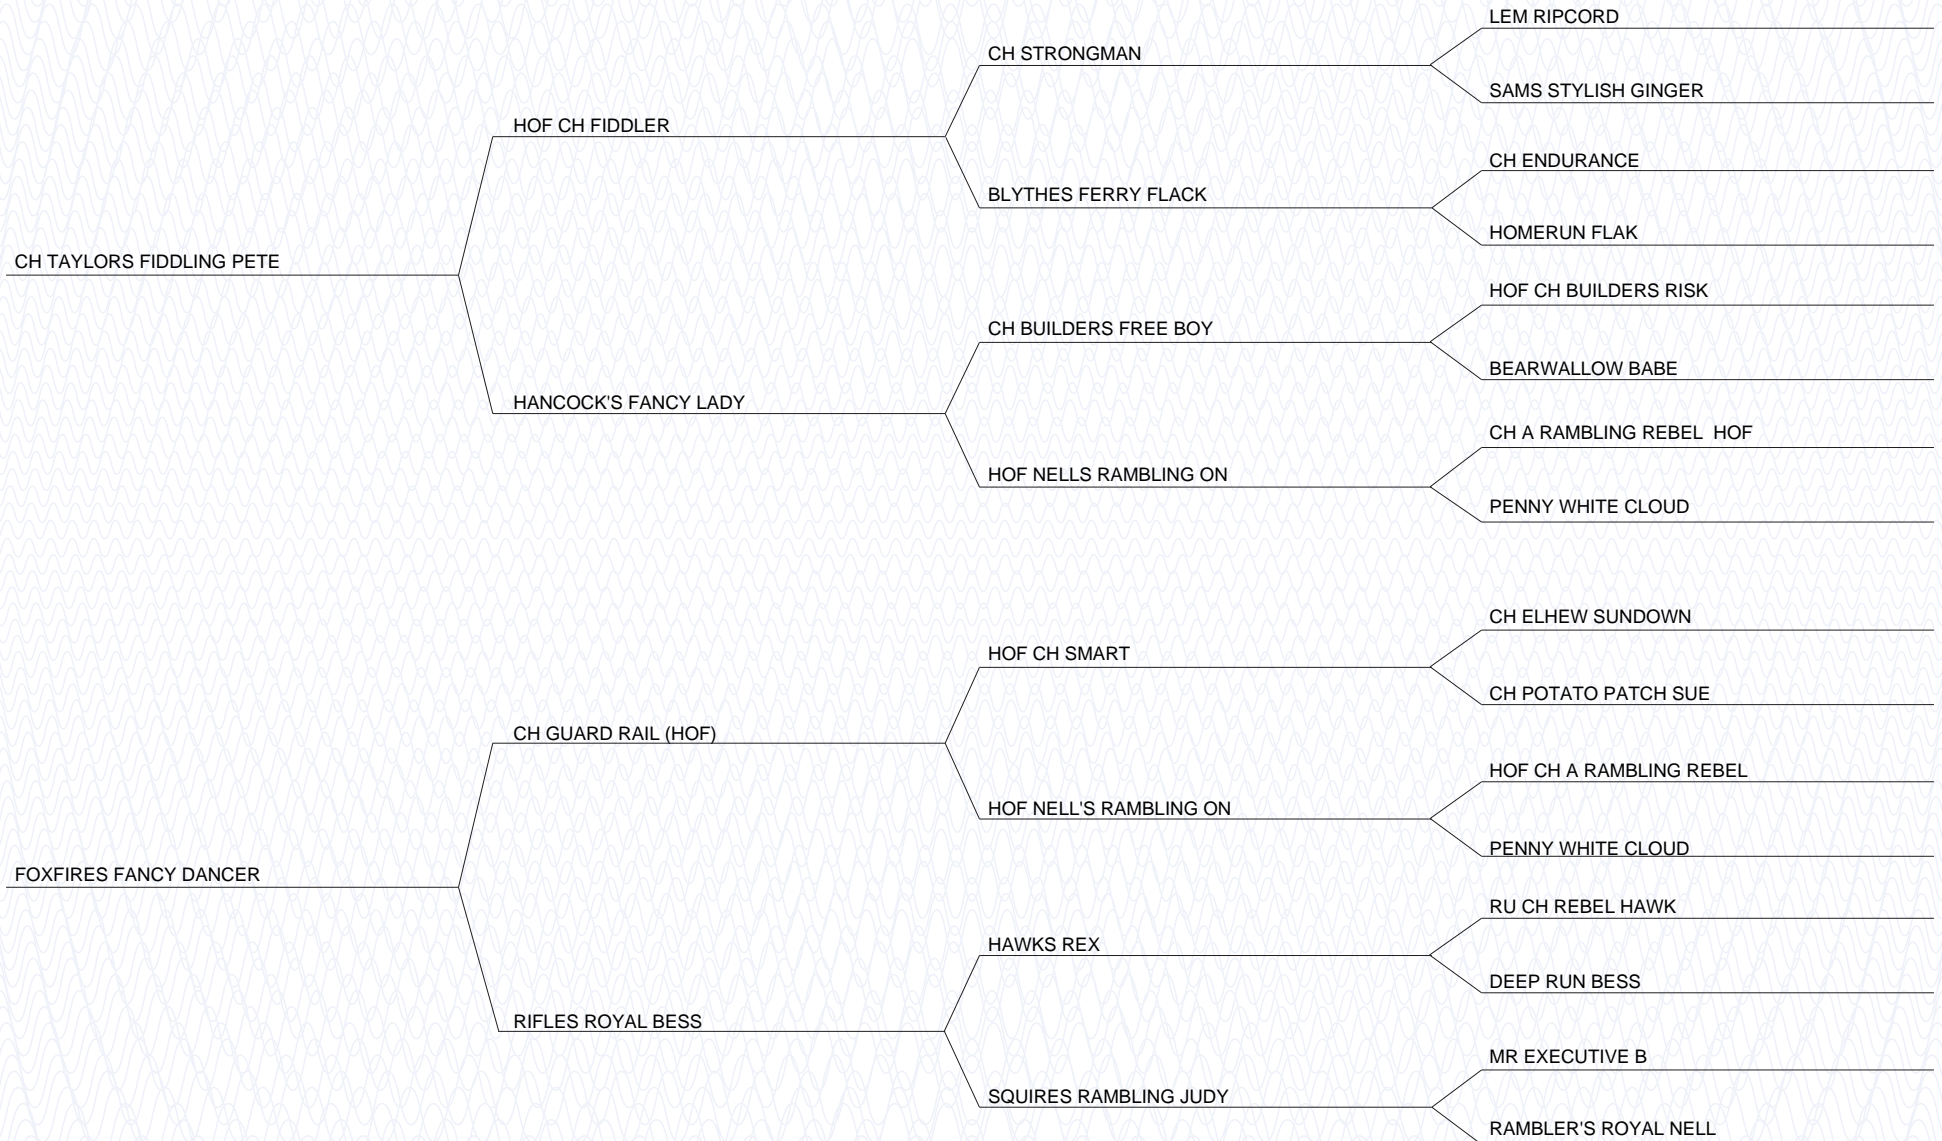 LEM RIPCORD
CH STRONGMAN
SAMS STYLISH GINGER
HOF CH FIDDLER
CH ENDURANCE
BLYTHES FERRY FLACK
HOMERUN FLAK
CH TAYLORS FIDDLING PETE
HOF CH BUILDERS RISK
CH BUILDERS FREE BOY
BEARWALLOW BABE
HANCOCK'S FANCY LADY
CH A RAMBLING REBEL  HOF
HOF NELLS RAMBLING ON
PENNY WHITE CLOUD
CH ELHEW SUNDOWN
HOF CH SMART
CH POTATO PATCH SUE
CH GUARD RAIL (HOF)
HOF CH A RAMBLING REBEL
HOF NELL'S RAMBLING ON
PENNY WHITE CLOUD
FOXFIRES FANCY DANCER
RU CH REBEL HAWK
HAWKS REX
DEEP RUN BESS
RIFLES ROYAL BESS
MR EXECUTIVE B
SQUIRES RAMBLING JUDY
RAMBLER'S ROYAL NELL